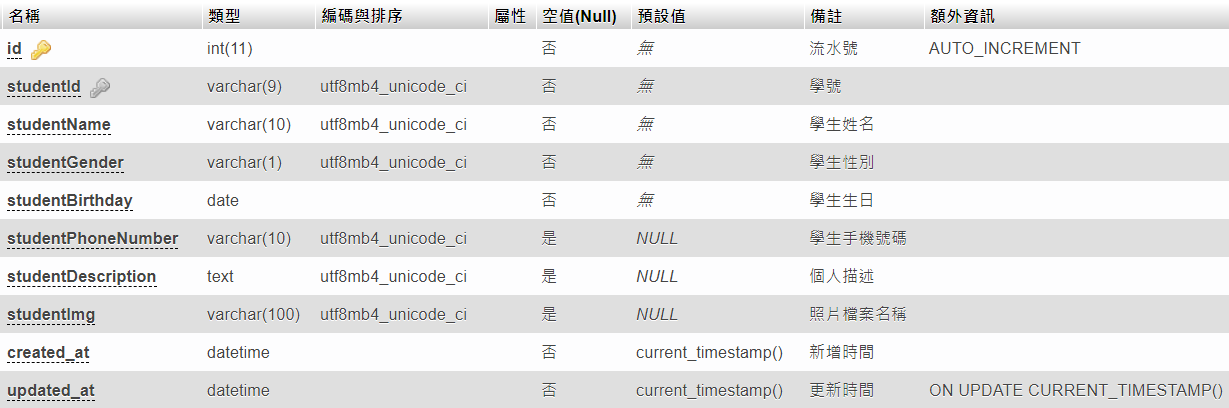 名稱 類型 編碼與排序 屬性 空值(Null) 預設值 備註 額外資訊
id int(11) 否 無 流水號 AUTO_INCREMENT
studentId varchar(9) utf8mb4_unicode_ci 否 無 學號
studentName varchar(10) utf8mb4_unicode_ci 否 無 學生姓名
studentGender varchar(1) utf8mb4_unicode_ci 否 無 學生性別
studentBirthday date 否 無 學生生日
studentPhoneNumber varchar(10) utf8mb4_unicode_ci 是 NULL 學生手機號碼
studentDescription text utf8mb4_unicode_ci 是 NULL 個人描述
studentImg varchar(100) utf8mb4_unicode_ci 是 NULL 照片檔案名稱
created_at datetime 否 current_timestamp() 新增時間
updated_at datetime 否 current_timestamp() 更新時間 ON UPDATE CURRENT_TIMESTAMP()